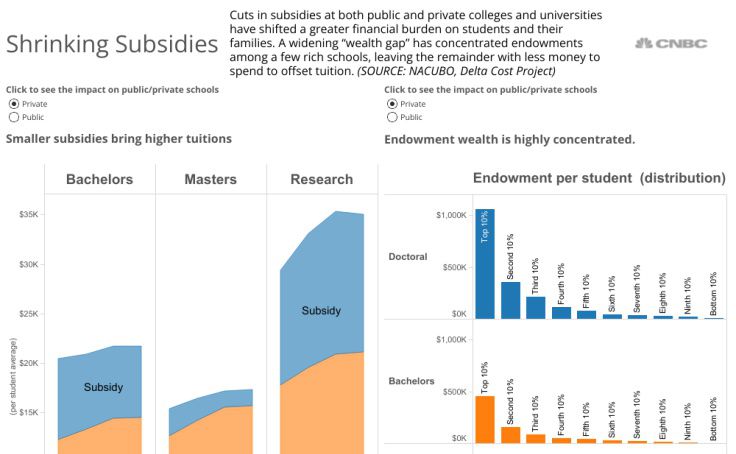 Shrinking Subsidies
Cuts in subsidies at both public and private colleges and universities
have shifted a greater financial burden on students and their
families. A widening “wealth gap” has concentrated endowments
among a few rich schools, leaving the remainder with less money to
spend to offset tuition. (SOURCE: NACUBO, Delta Cost Project)
CNBC
Click to see the impact on public/private schools
Private
Public
Smaller subsidies bring higher tuitions
Bachelors
Masters
Research
$35K
$30K
$25K
$20K
$15K
(per student average)
Subsidy
Subsidy
Click to see the impact on public/private schools
Private
Public
Endowment wealth is highly concentrated.
Endowment per student (distribution)
Doctoral
$1,000K
$500K
$0K
Top 10%
Second 10%
Third 10%
Fourth 10%
Fifth 10%
Sixth 10%
Seventh 10%
Eighth 10%
Ninth 10%
Bottom 10%
Bachelors
$1,000K
$500K
$0K
Top 10%
Second 10%
Third 10%
Fourth 10%
Fifth 10%
Sixth 10%
Seventh 10%
Eighth 10%
Ninth 10%
Bottom 10%